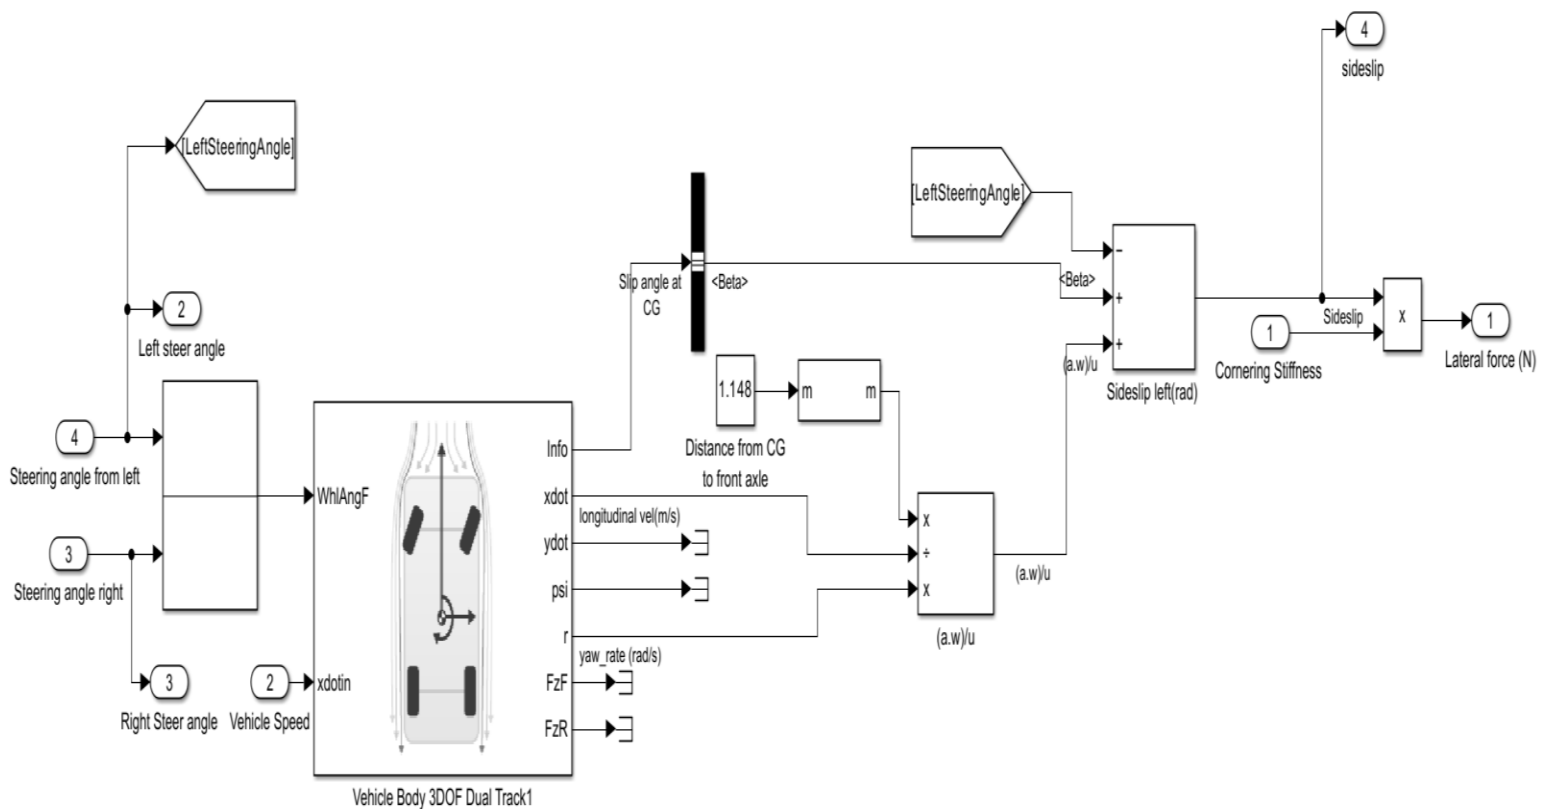 4
sideslip
[LeftSteeringAngle]
[LeftSteeringAngle]
−
Slip angle at
CG
<Beta>
<Beta>
+
2
Left steer angle
Sideslip
x
1
Lateral force (N)
1
Cornering Stiffness
+
(a.w)/u
Sideslip left(rad)
1.148
m
m
Distance from CG
to front axle
4
Steering angle from left
Info
WhlAngF
xdot
longitudinal vel(m/s)
ydot
x
÷
x
(a.w)/u
(a.w)/u
3
Steering angle right
psi
r
yaw_rate (rad/s)
3
Right Steer angle
2
Vehicle Speed
xdotin
FzF
FzR
Vehicle Body 3DOF Dual Track1